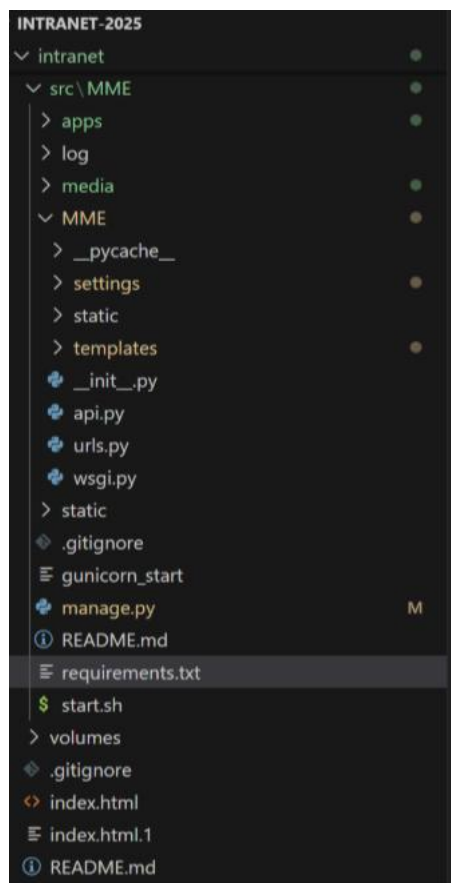 INTRANET-2025
intranet
src\MME
apps
log
media
MME
__pycache__
settings
static
templates
__init__.py
api.py
urls.py
wsgi.py
static
.gitignore
gunicorn_start
manage.py M
README.md
requirements.txt
$ start.sh
volumes
.gitignore
index.html
index.html.1
README.md